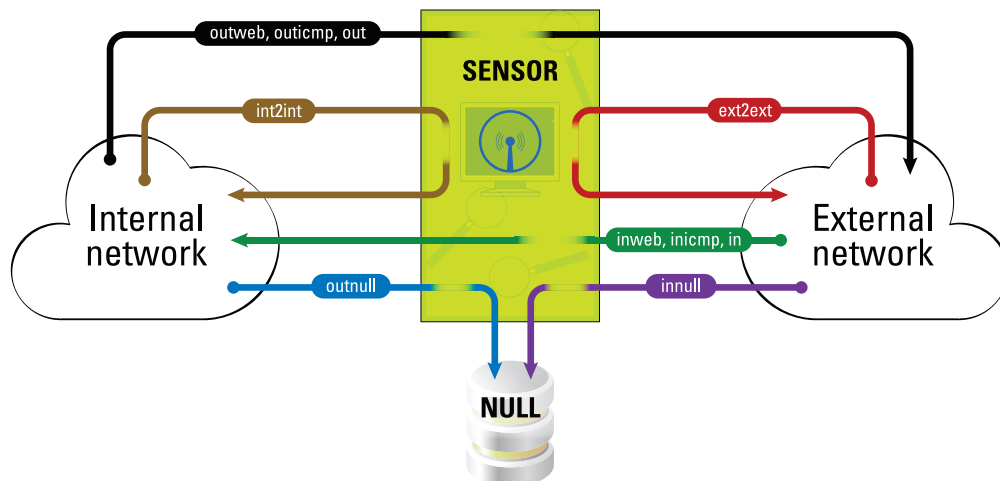 outweb, outicmp, out
SENSOR
int2int
ext2ext
Internal
network
External
network
inweb, inicmp, in
outnull
innull
NULL